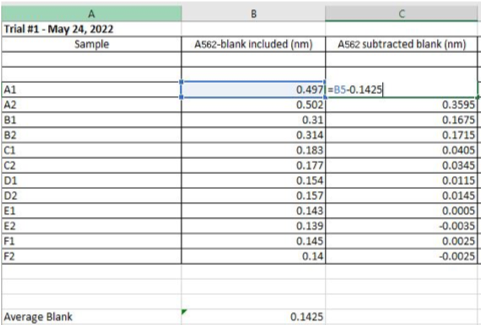 A B C
Trial #1 - May 24, 2022
Sample A562-blank included (nm) A562 subtracted blank (nm)
A1 0.497 =B5-0.1425
A2 0.502 0.3595
B1 0.31 0.1675
B2 0.314 0.1715
C1 0.183 0.0405
C2 0.177 0.0345
D1 0.154 0.0115
D2 0.157 0.0145
E1 0.143 0.0005
E2 0.139 -0.0035
F1 0.145 0.0025
F2 0.14 -0.0025
Average Blank 0.1425